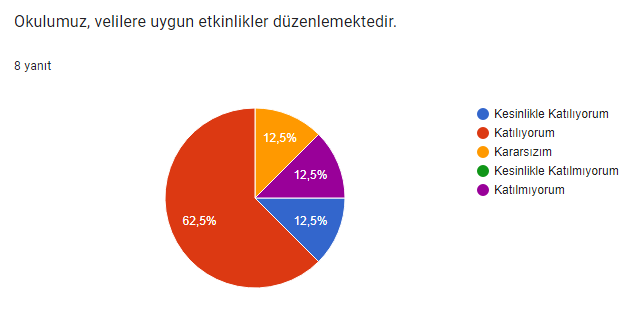 Okulumuz, velilere uygun etkinlikler düzenlemektedir.
8 yanıt
12,5%
12,5%
12,5%
62,5%
Kesinlikle Katılıyorum
Katılıyorum
Kararsızım
Kesinlikle Katılmıyorum
Katılmıyorum